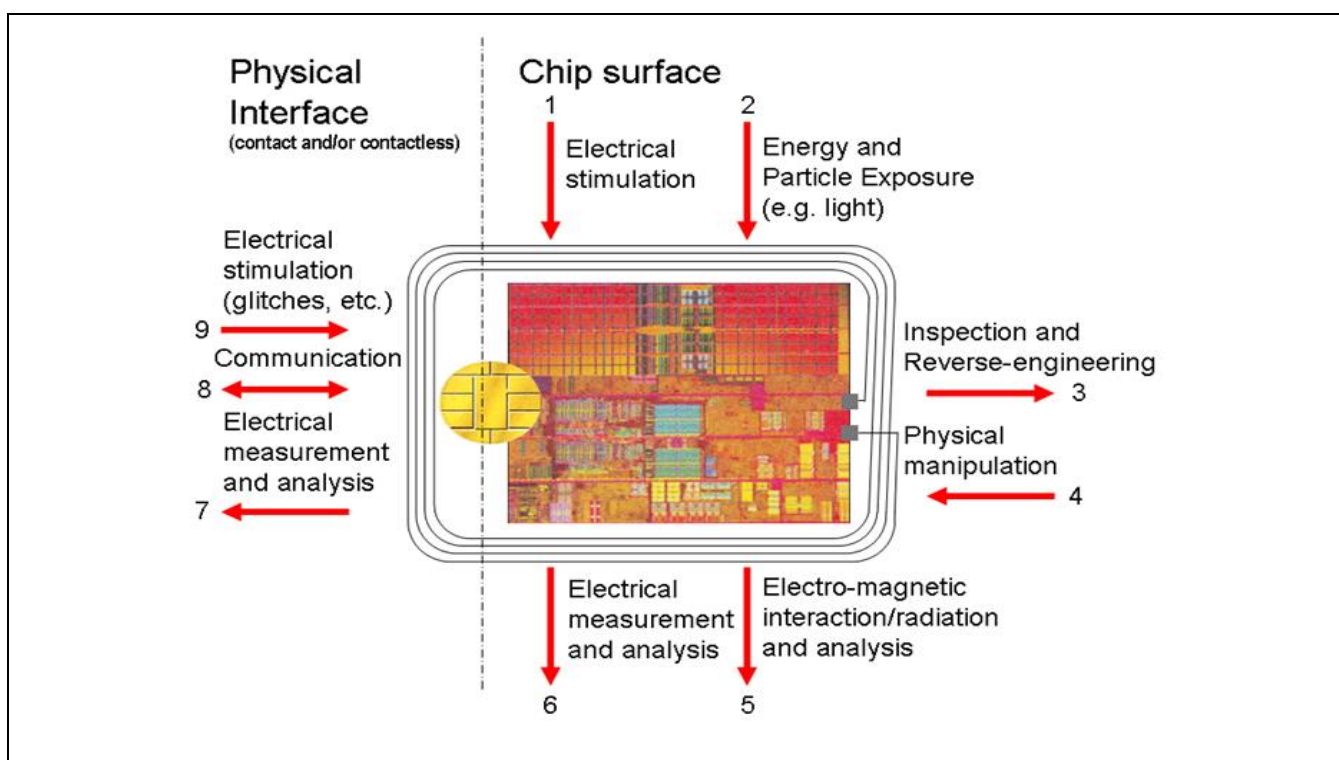 Physical
Interface
(contact and/or contactless)
Chip surface
1
2
Electrical
stimulation
Energy and
Particle Exposure
(e.g. light)
Electrical
stimulation
(glitches, etc.)
9
Communication
8
Electrical
measurement
and analysis
7
Inspection and
Reverse-engineering
3
Physical
manipulation
4
Electrical
measurement
and analysis
6
Electro-magnetic
interaction/radiation
and analysis
5